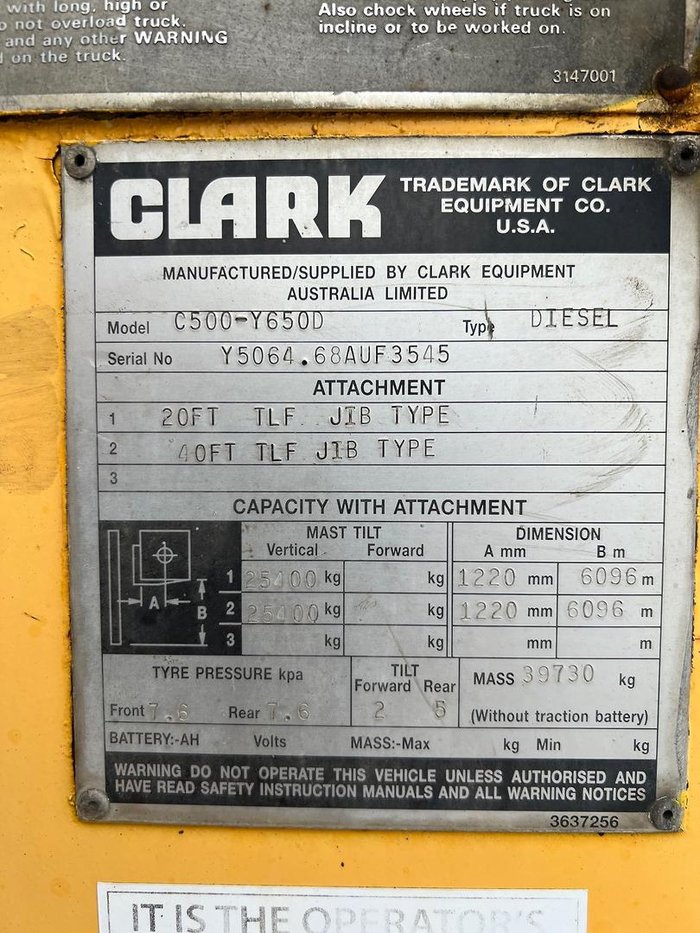 with long, high or
o not overload truck.
and any other WARNING
on the truck.
Also chock wheels if truck is on
incline or to be worked on.
3147001
CLARK
TRADEMARK OF CLARK
EQUIPMENT CO.
U.S.A.
MANUFACTURED/SUPPLIED BY CLARK EQUIPMENT
AUSTRALIA LIMITED
Model C500-Y650D Type DIESEL
Serial No Y5064.68AUF3545
ATTACHMENT
1 20FT TLF JIB TYPE
2 40FT TLF JIB TYPE
3
CAPACITY WITH ATTACHMENT
MAST TILT DIMENSION
Vertical Forward A mm B m
A B
1 25400 kg kg 1220 mm 6096 m
2 25400 kg kg 1220 mm 6096 m
3 kg kg mm m
TYRE PRESSURE kpa TILT MASS 39730 kg
Forward Rear
Front 7.6 Rear 7.6 2 5 (Without traction battery)
BATTERY:-AH Volts MASS:-Max kg Min kg
WARNING DO NOT OPERATE THIS VEHICLE UNLESS AUTHORISED AND
HAVE READ SAFETY INSTRUCTION MANUALS AND ALL WARNING NOTICES
3637256
IT IS THE OPERATOR'S